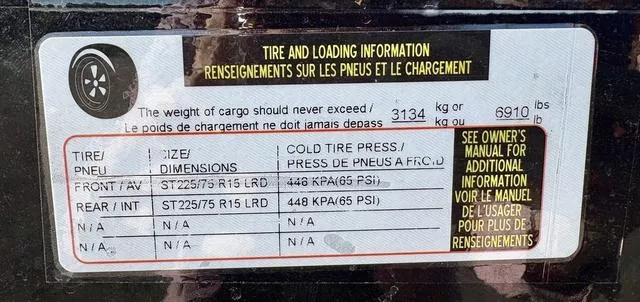 TIRE AND LOADING INFORMATION
RENSEIGNEMENTS SUR LES PNEUS ET LE CHARGEMENT
The weight of cargo should never exceed / 3134 kg or 6910 lbs
Le poids de chargement ne doit jamais depass kg ou lb
TIRE/ SIZE/ COLD TIRE PRESS./
PNEU DIMENSIONS PRESS DE PNEUS A FROID
FRONT / AV ST225/75 R15 LRD 448 KPA(65 PSI)
REAR / INT ST225/75 R15 LRD 448 KPA(65 PSI)
N / A N / A N / A
N / A N / A N / A
SEE OWNER'S
MANUAL FOR
ADDITIONAL
INFORMATION
VOIR LE MANUEL
DE L'USAGER
POUR PLUS DE
RENSEIGNEMENTS